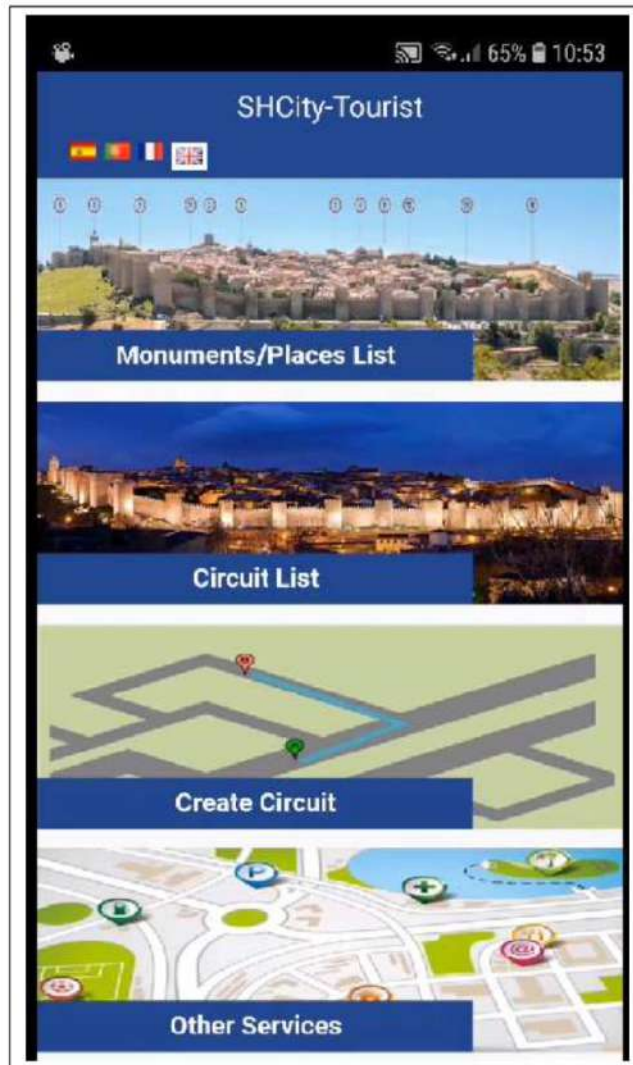 65% 10:53
SHCity-Tourist
Monuments/Places List
Circuit List
Create Circuit
P
@
Other Services